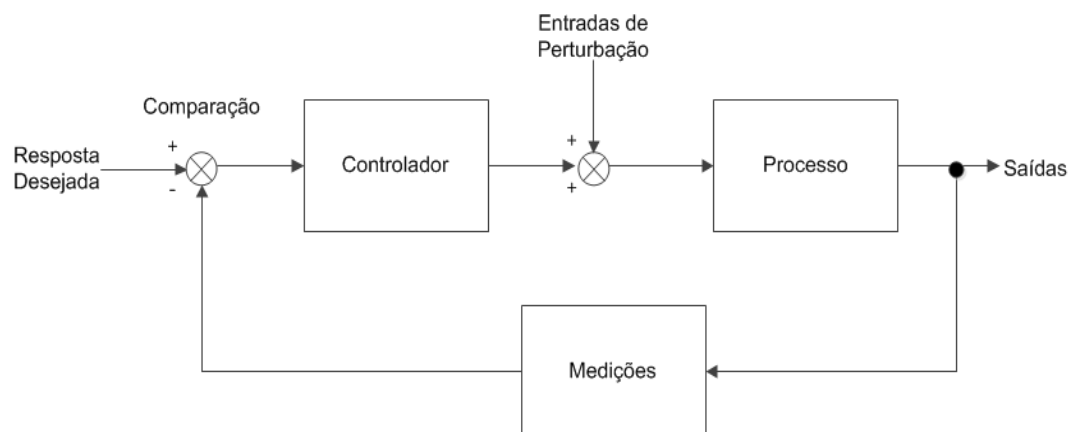 Entradas de
Perturbação
Comparação
+
+
Resposta
Desejada
Controlador
Processo
Saídas
-
+
Medições